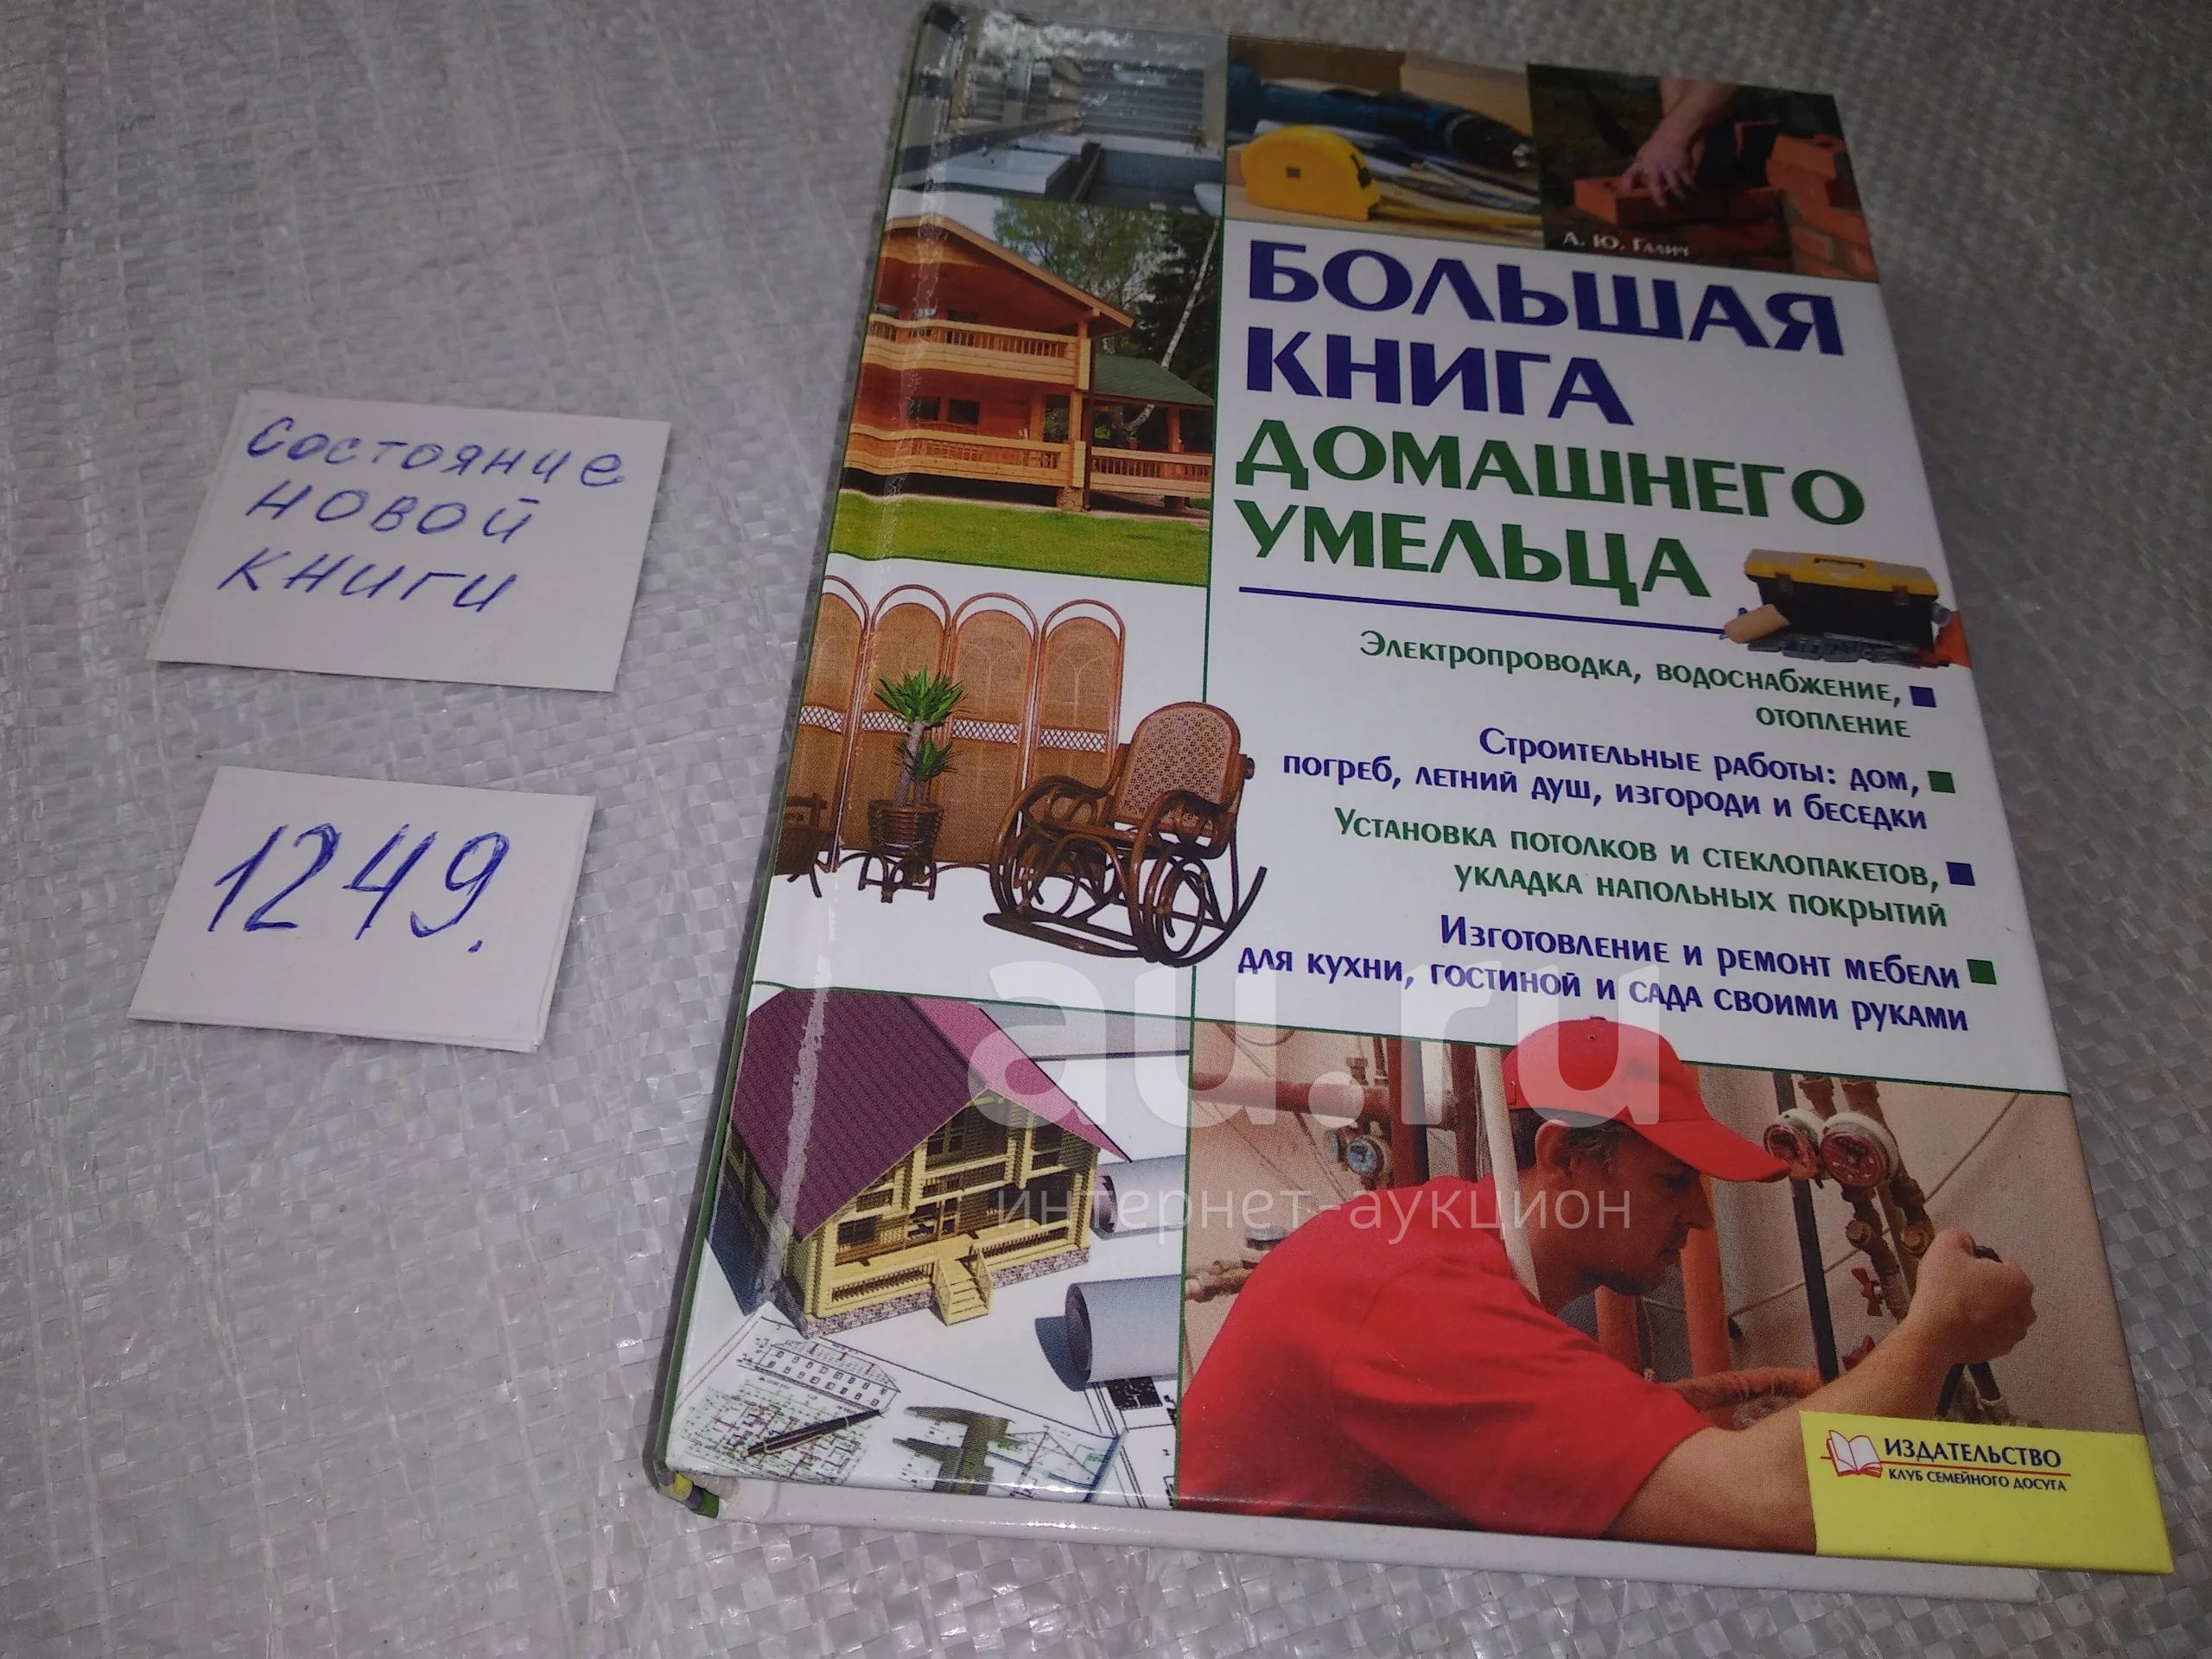 Состояние
новой
книги
1249.
А. Ю. Галич
БОЛЬШАЯ
КНИГА
ДОМАШНЕГО
УМЕЛЬЦА
Электропроводка, водоснабжение,
отопление
Строительные работы: дом,
погреб, летний душ, изгороди и беседки
Установка потолков и стеклопакетов,
укладка напольных покрытий
Изготовление и ремонт мебели
для кухни, гостиной и сада своими руками
au.ru
интернет-аукцион
ИЗДАТЕЛЬСТВО
КЛУБ СЕМЕЙНОГО ДОСУГА